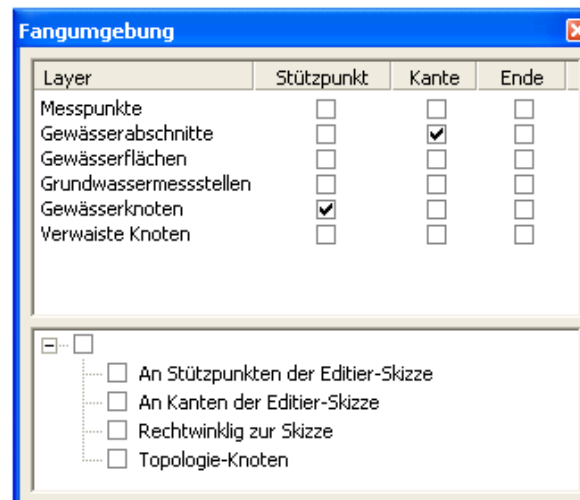 Fangumgebung
Layer Stützpunkt Kante Ende
Messpunkte
Gewässerabschnitte
Gewässerflächen
Grundwassermessstellen
Gewässerknoten
Verwaiste Knoten
An Stützpunkten der Editier-Skizze
An Kanten der Editier-Skizze
Rechtwinklig zur Skizze
Topologie-Knoten